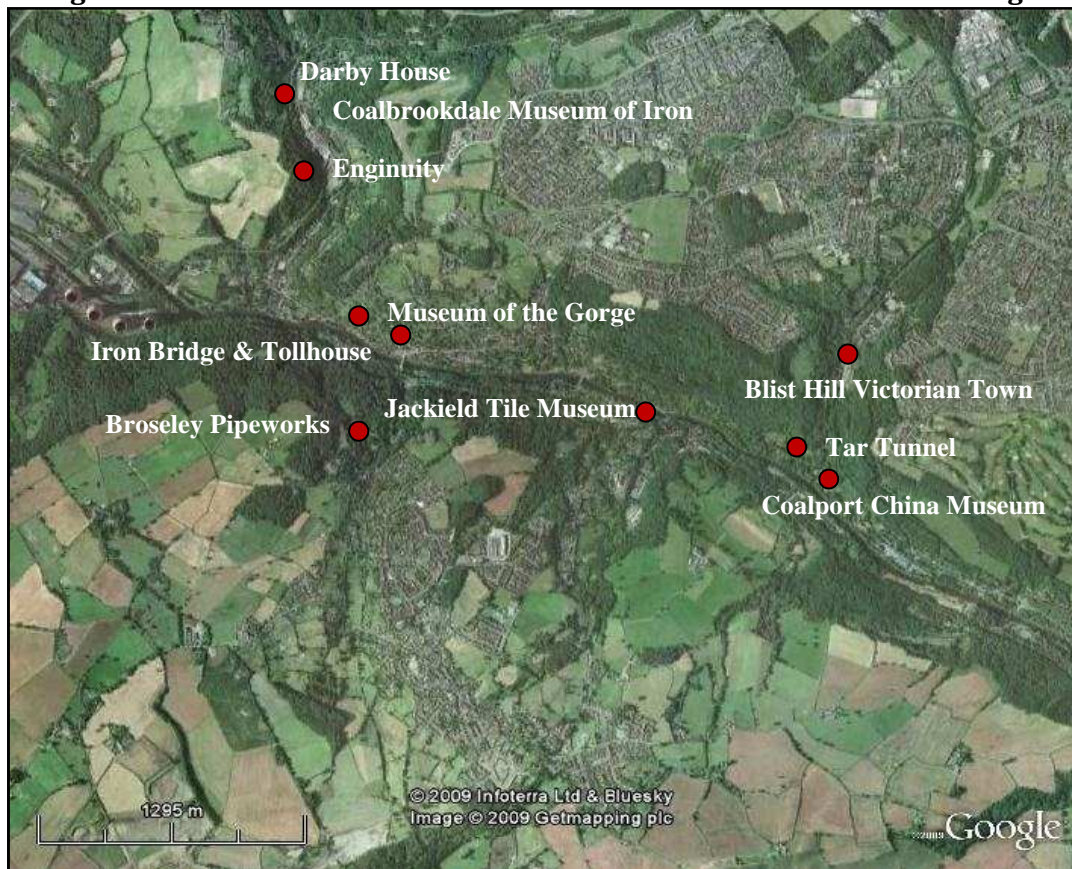 Darby House
Coalbrookdale Museum of Iron
Enginuity
Museum of the Gorge
Iron Bridge & Tollhouse
Blist Hill Victorian Town
Jackield Tile Museum
Broseley Pipeworks
Tar Tunnel
Coalport China Museum
© 2009 Infoterra Ltd & Bluesky
1295 m
Image © 2009 Getmapping plc
©2009 Google